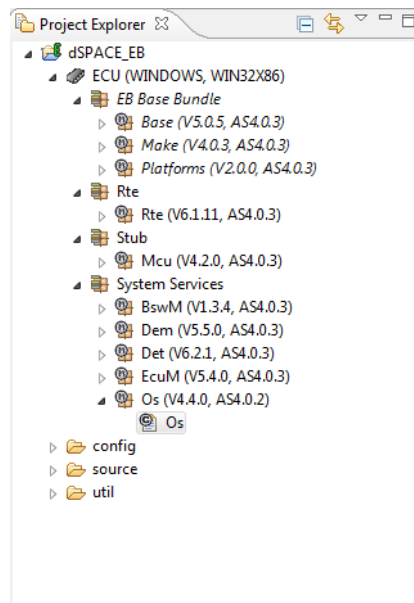 Project Explorer
dSPACE_EB
ECU (WINDOWS, WIN32X86)
EB Base Bundle
Base (V5.0.5, AS4.0.3)
Make (V4.0.3, AS4.0.3)
Platforms (V2.0.0, AS4.0.3)
Rte
Rte (V6.1.11, AS4.0.3)
Stub
Mcu (V4.2.0, AS4.0.3)
System Services
BswM (V1.3.4, AS4.0.3)
Dem (V5.5.0, AS4.0.3)
Det (V6.2.1, AS4.0.3)
EcuM (V5.4.0, AS4.0.3)
Os (V4.4.0, AS4.0.2)
Os
config
source
util